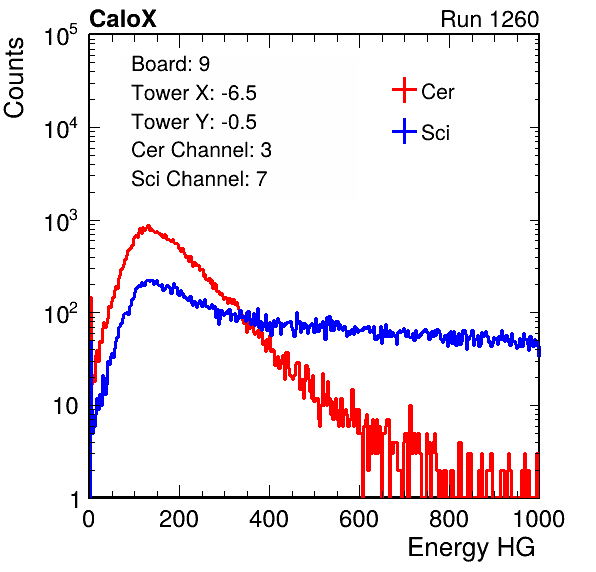 CaloX Run 1260
Counts
10^5
10^4
10^3
10^2
10
1
Board: 9
Tower X: -6.5
Tower Y: -0.5
Cer Channel: 3
Sci Channel: 7
Cer
Sci
0 200 400 600 800 1000
Energy HG